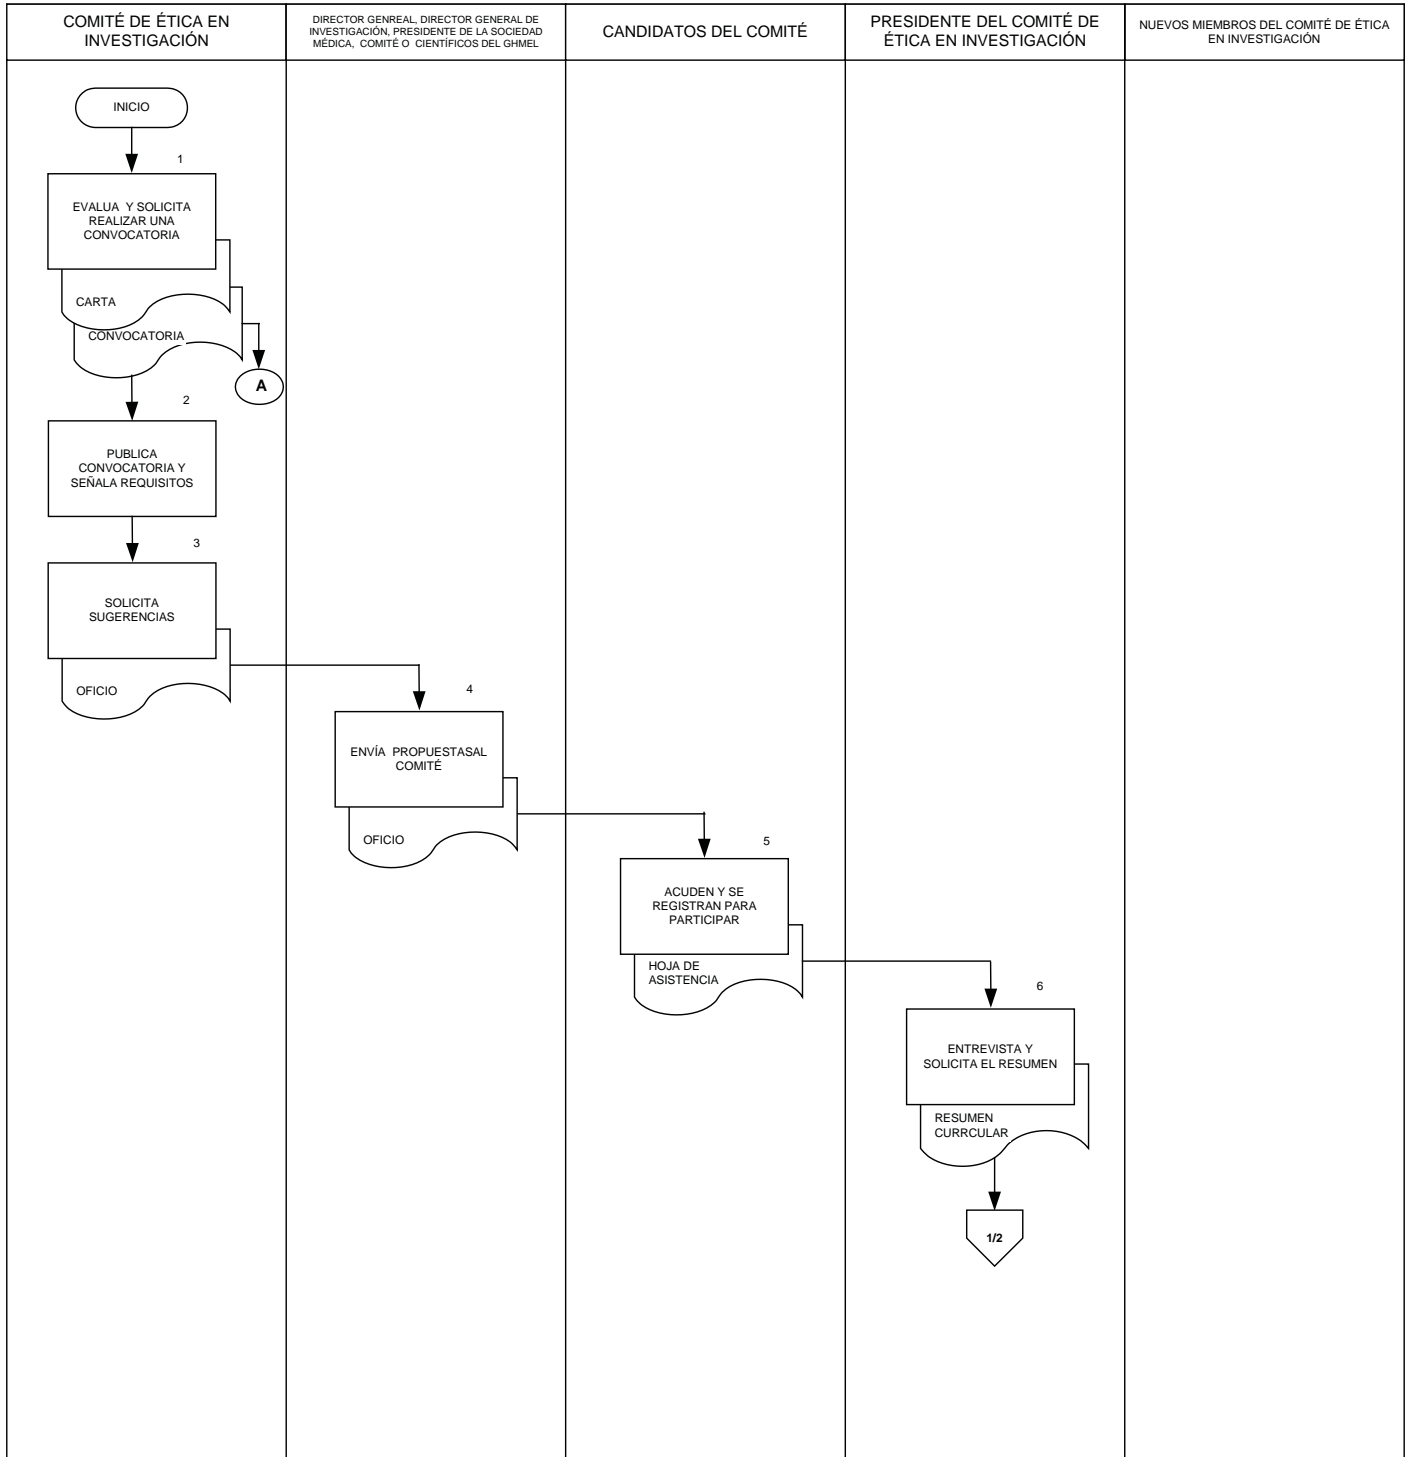 COMITÉ DE ÉTICA EN
INVESTIGACIÓN
DIRECTOR GENREAL, DIRECTOR GENERAL DE
INVESTIGACIÓN, PRESIDENTE DE LA SOCIEDAD
MÉDICA,  COMITÉ O  CIENTÍFICOS DEL GHMEL
CANDIDATOS DEL COMITÉ
PRESIDENTE DEL COMITÉ DE
ÉTICA EN INVESTIGACIÓN
NUEVOS MIEMBROS DEL COMITÉ DE ÉTICA
EN INVESTIGACIÓN
INICIO
1
EVALUA  Y SOLICITA
REALIZAR UNA
CONVOCATORIA
CARTA
CONVOCATORIA
A
2
PUBLICA
CONVOCATORIA Y
SEÑALA REQUISITOS
3
SOLICITA
SUGERENCIAS
OFICIO
4
ENVÍA  PROPUESTASAL
COMITÉ
OFICIO
5
ACUDEN Y SE
REGISTRAN PARA
PARTICIPAR
HOJA DE
ASISTENCIA
6
ENTREVISTA Y
SOLICITA EL RESUMEN
RESUMEN
CURRCULAR
1/2